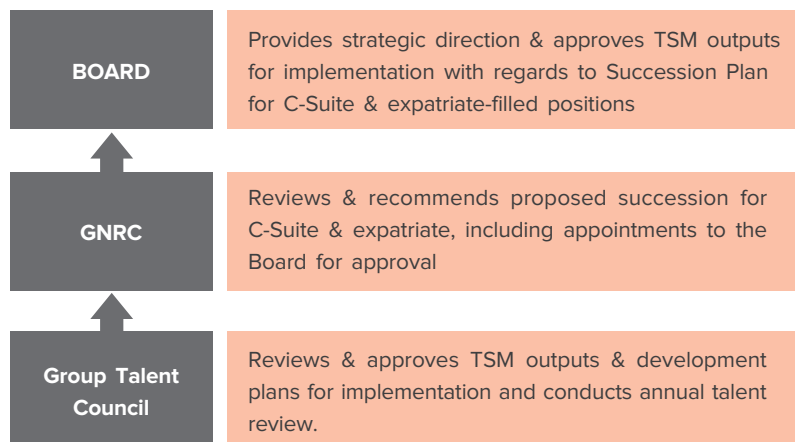 BOARD
Provides strategic direction & approves TSM outputs
for implementation with regards to Succession Plan
for C-Suite & expatriate-filled positions
GNRC
Reviews & recommends proposed succession for
C-Suite & expatriate, including appointments to the
Board for approval
Group Talent
Council
Reviews & approves TSM outputs & development
plans for implementation and conducts annual talent
review.